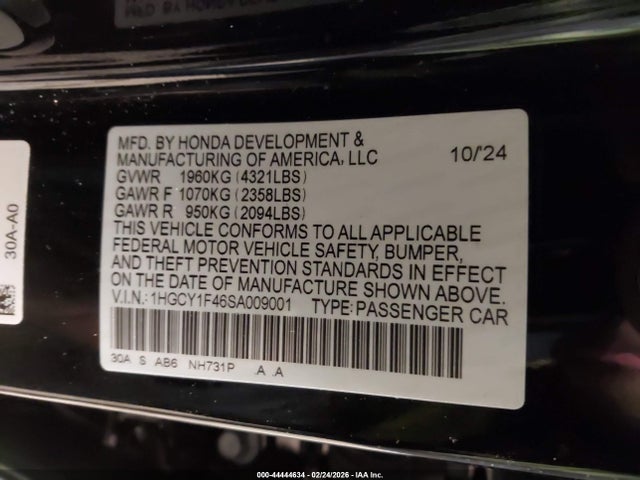 MFD. BY HONDA DEVELOPMENT &
MANUFACTURING OF AMERICA, LLC 10/'24
GVWR 1960KG (4321LBS)
GAWR F 1070KG (2358LBS)
GAWR R 950KG (2094LBS)
THIS VEHICLE CONFORMS TO ALL APPLICABLE
FEDERAL MOTOR VEHICLE SAFETY, BUMPER,
AND THEFT PREVENTION STANDARDS IN EFFECT
ON THE DATE OF MANUFACTURE SHOWN ABOVE.
V.I.N.: 1HGCY1F46SA009001 TYPE: PASSENGER CAR
30A S AB6 NH731P .A .A
30A-A0
000-44444634 - 02/24/2026 - IAA Inc.